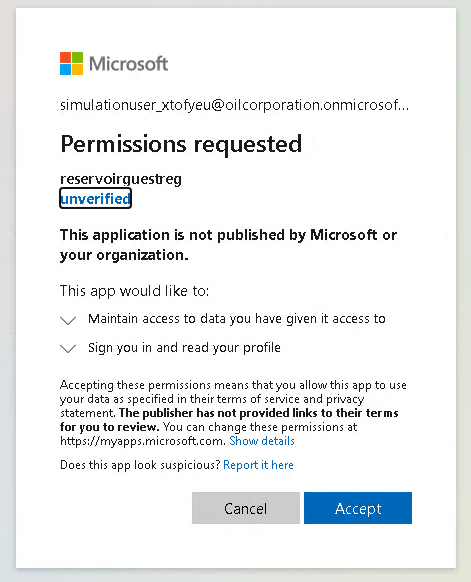 Microsoft
simulationuser_xtofyeu@oilcorporation.onmicrosof...
Permissions requested
reservoirguestreg
unverified
This application is not published by Microsoft or
your organization.
This app would like to:
Maintain access to data you have given it access to
Sign you in and read your profile
Accepting these permissions means that you allow this app to use
your data as specified in their terms of service and privacy
statement. The publisher has not provided links to their terms
for you to review. You can change these permissions at
https://myapps.microsoft.com. Show details
Does this app look suspicious? Report it here
Cancel
Accept